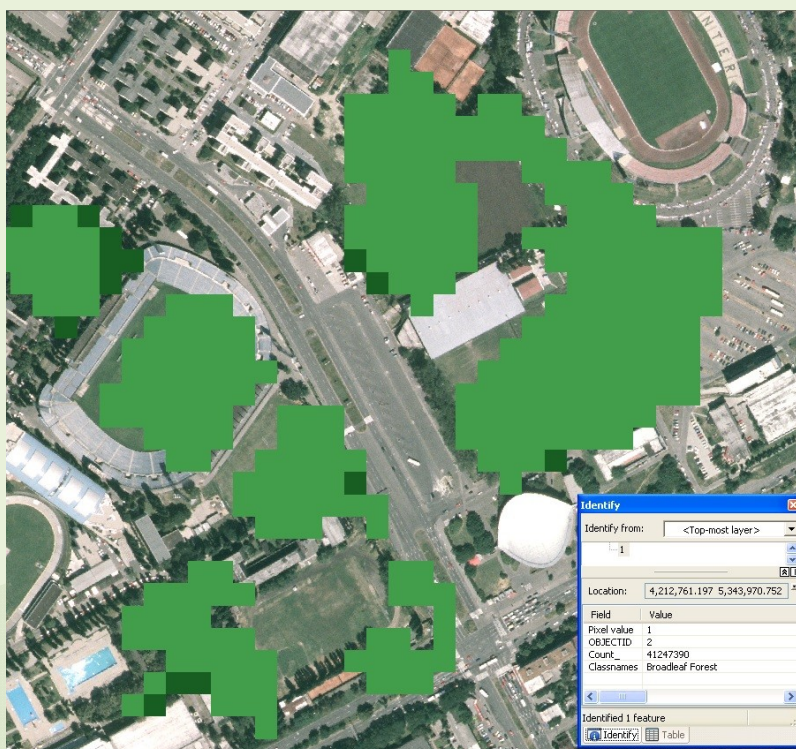 INTER
Identify
Identify from: <Top-most layer>
1
Location: 4,212,761.197 5,343,970.752
Field Value
Pixel value 1
OBJECTID 2
Count_ 41247390
Classnames Broadleaf Forest
Identified 1 feature
Identify Table